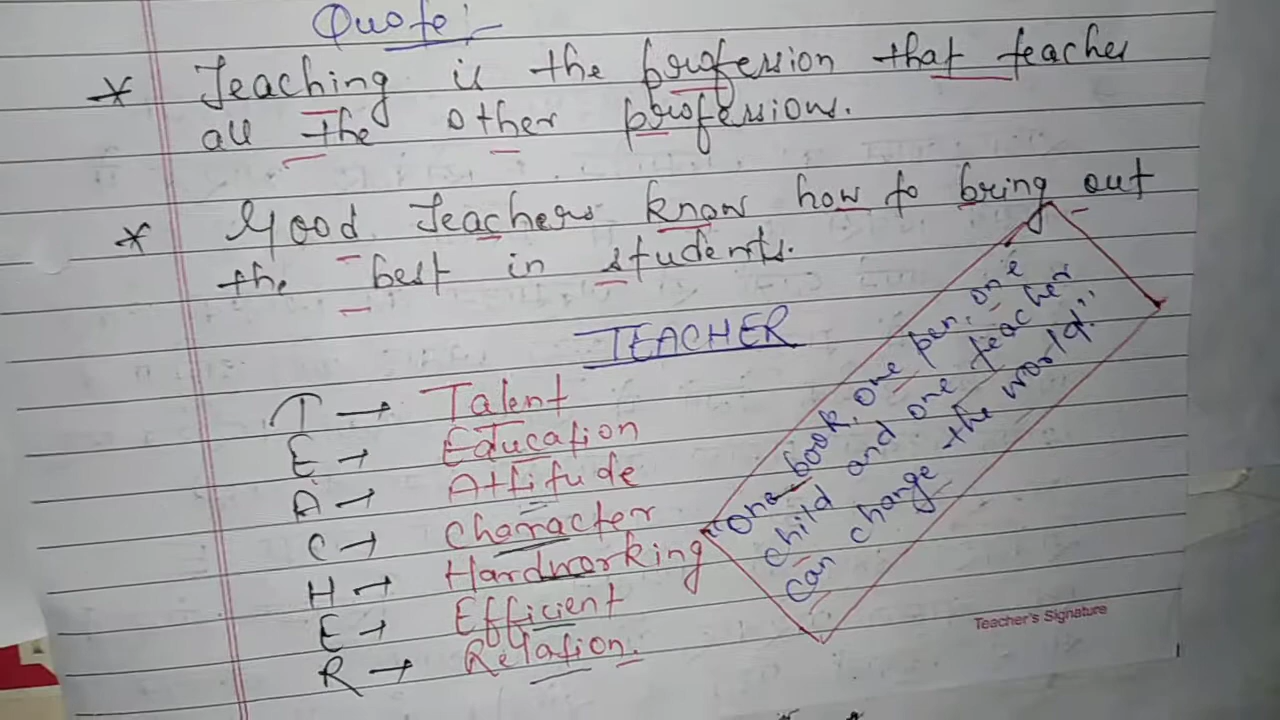 Quote:-
* Teaching is the profession that teaches
all the other professions.
* Good Teachers know how to bring out
the best in students.
TEACHER
T → Talent
E → Education
A → Attitude
C → Character
H → Hardworking
E → Efficient
R → Relation.
"One book, one pen, one
child and one teacher
can change the world."
Teacher's Signature